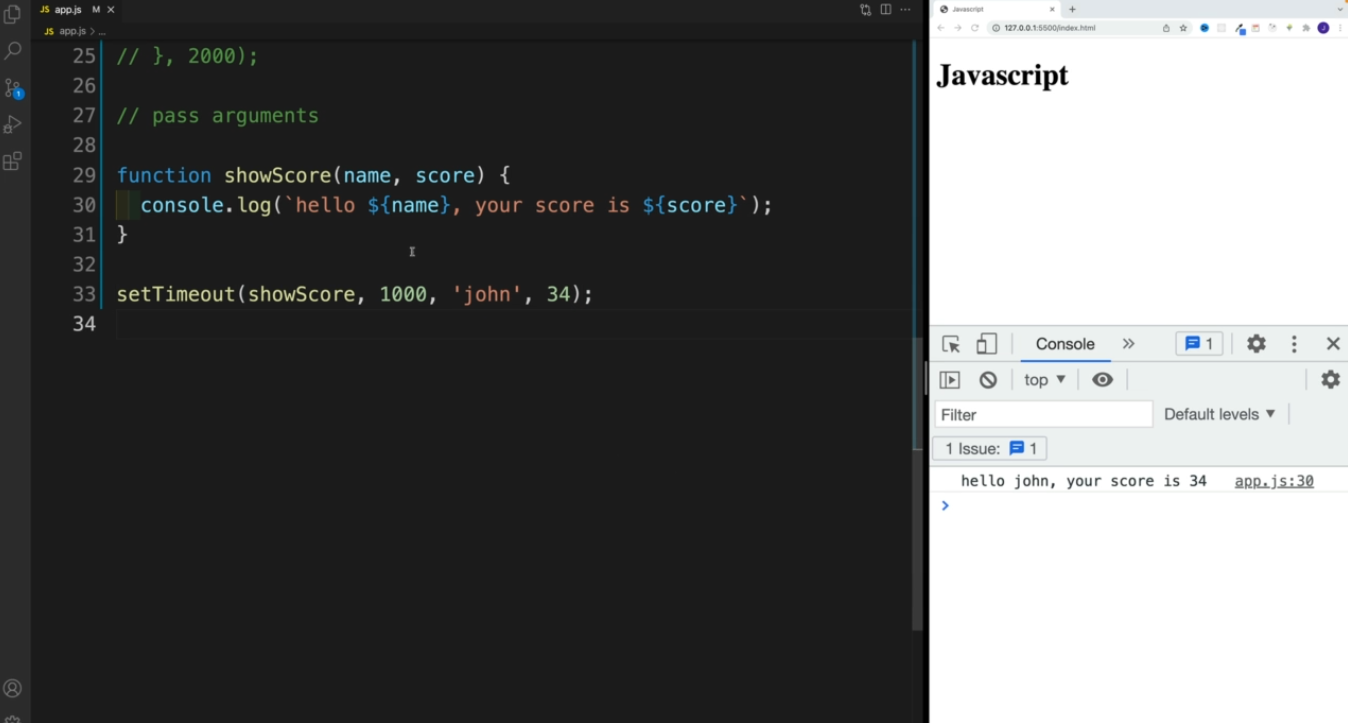 JS app.js M
JS app.js > ...
25 // }, 2000);
26
27 // pass arguments
28
29 function showScore(name, score) {
30 console.log(`hello ${name}, your score is ${score}`);
31 }
32
33 setTimeout(showScore, 1000, 'john', 34);
34
1
Javascript
127.0.0.1:5500/index.html
Javascript
Console 1
top
Filter Default levels
1 Issue: 1
hello john, your score is 34 app.js:30